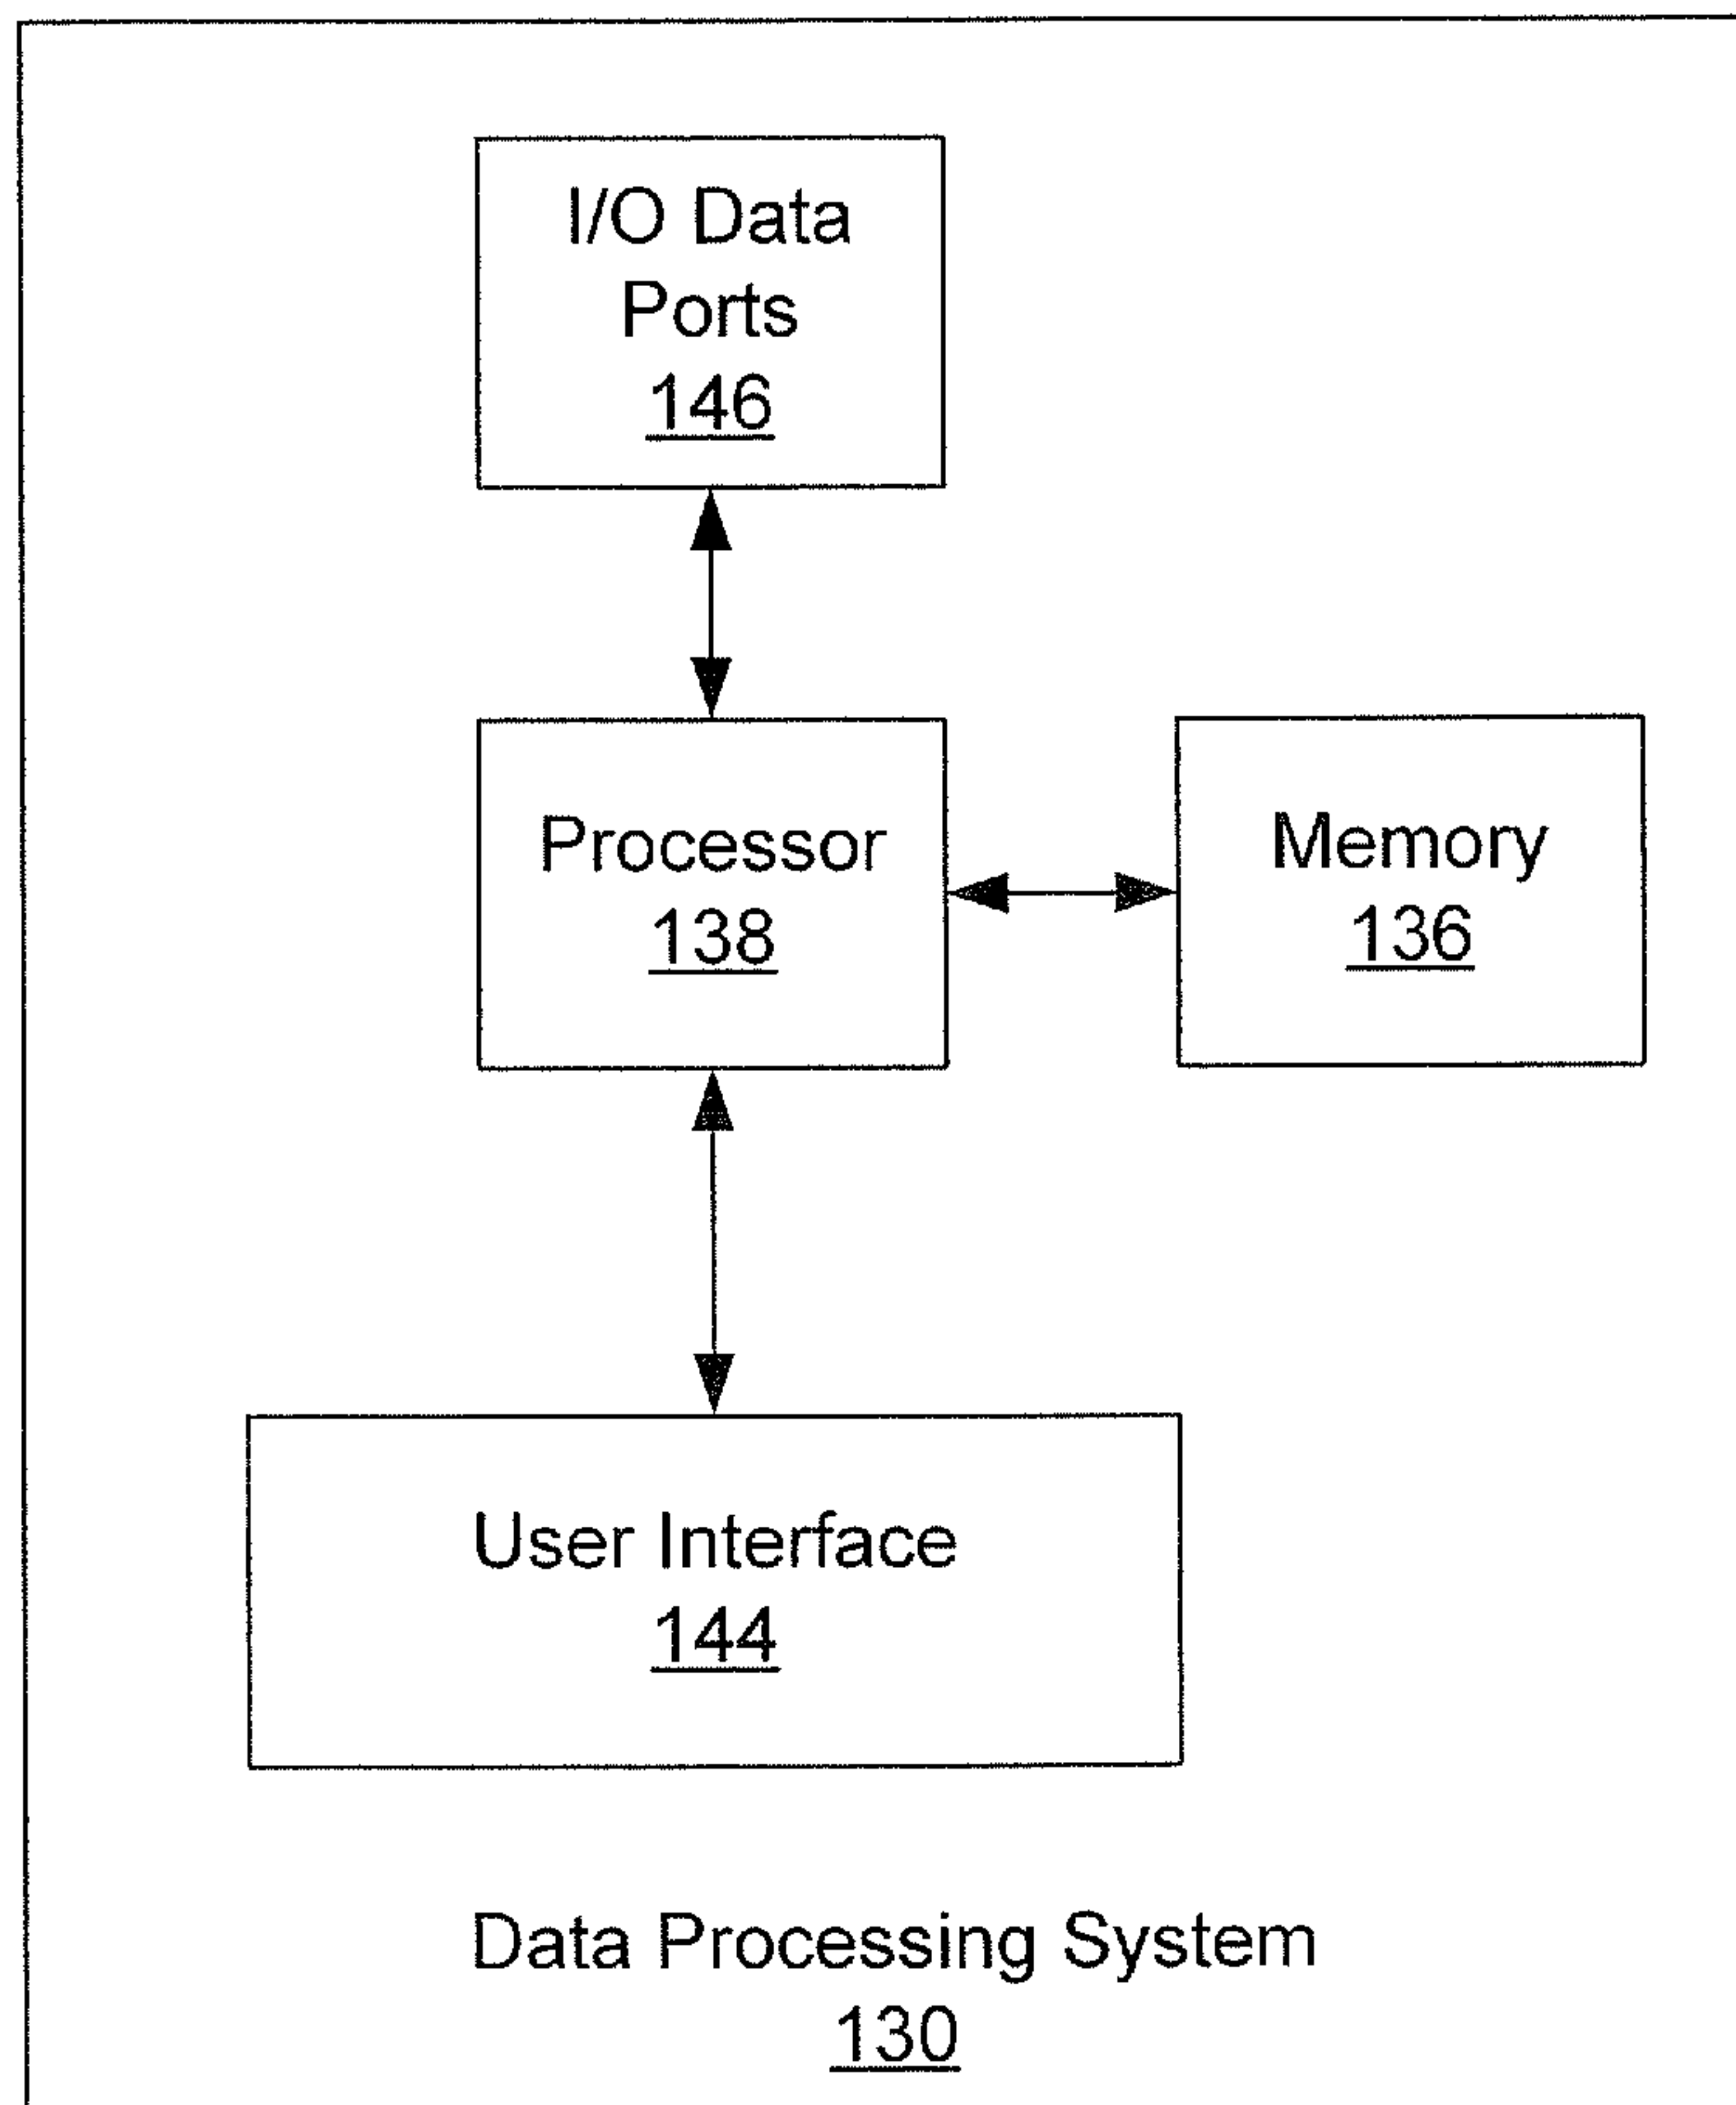 I/O Data
Ports
146
Processor
138
Memory
136
User Interface
144
Data Processing System
130